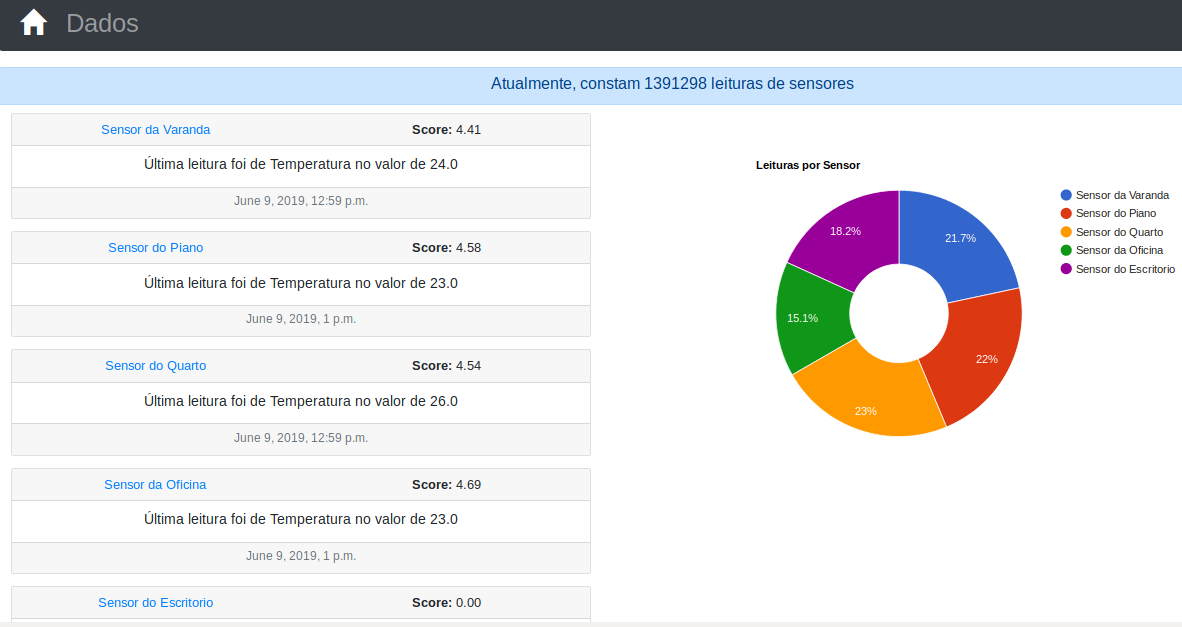 Dados
Atualmente, constam 1391298 leituras de sensores
Sensor da Varanda Score: 4.41
Última leitura foi de Temperatura no valor de 24.0
June 9, 2019, 12:59 p.m.
Sensor do Piano Score: 4.58
Última leitura foi de Temperatura no valor de 23.0
June 9, 2019, 1 p.m.
Sensor do Quarto Score: 4.54
Última leitura foi de Temperatura no valor de 26.0
June 9, 2019, 12:59 p.m.
Sensor da Oficina Score: 4.69
Última leitura foi de Temperatura no valor de 23.0
June 9, 2019, 1 p.m.
Sensor do Escritorio Score: 0.00
Leituras por Sensor
21.7%
22%
23%
15.1%
18.2%
Sensor da Varanda
Sensor do Piano
Sensor do Quarto
Sensor da Oficina
Sensor do Escritorio